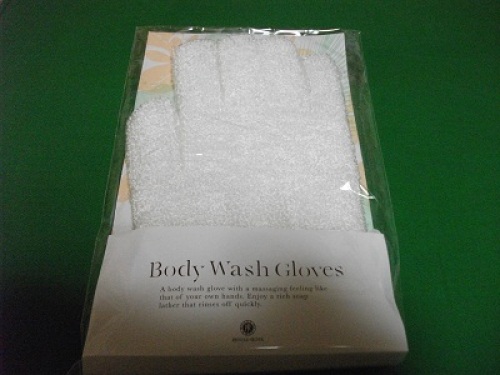 Body Wash Gloves
A body wash glove with a massaging feeling like
that of your own hands. Enjoy a rich soap
lather that rinses off quickly.